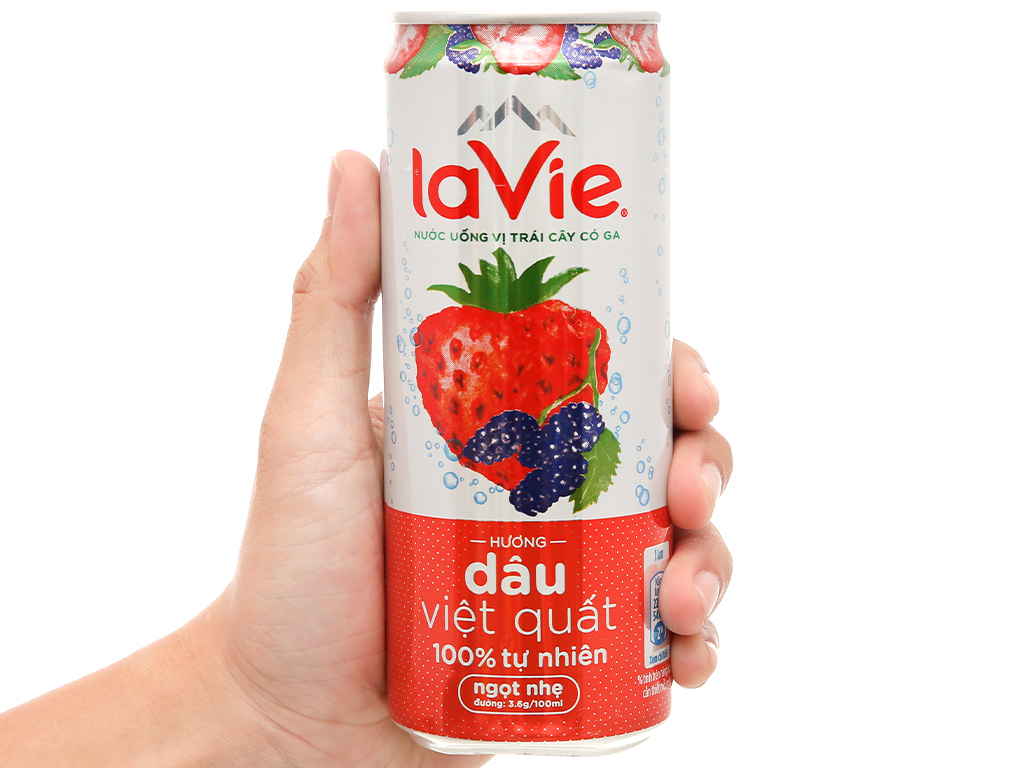 laVie
NƯỚC UỐNG VỊ TRÁI CÂY CÓ GA
HƯƠNG
dâu
việt quất
100% tự nhiên
ngọt nhẹ
đường: 3.6g/100ml